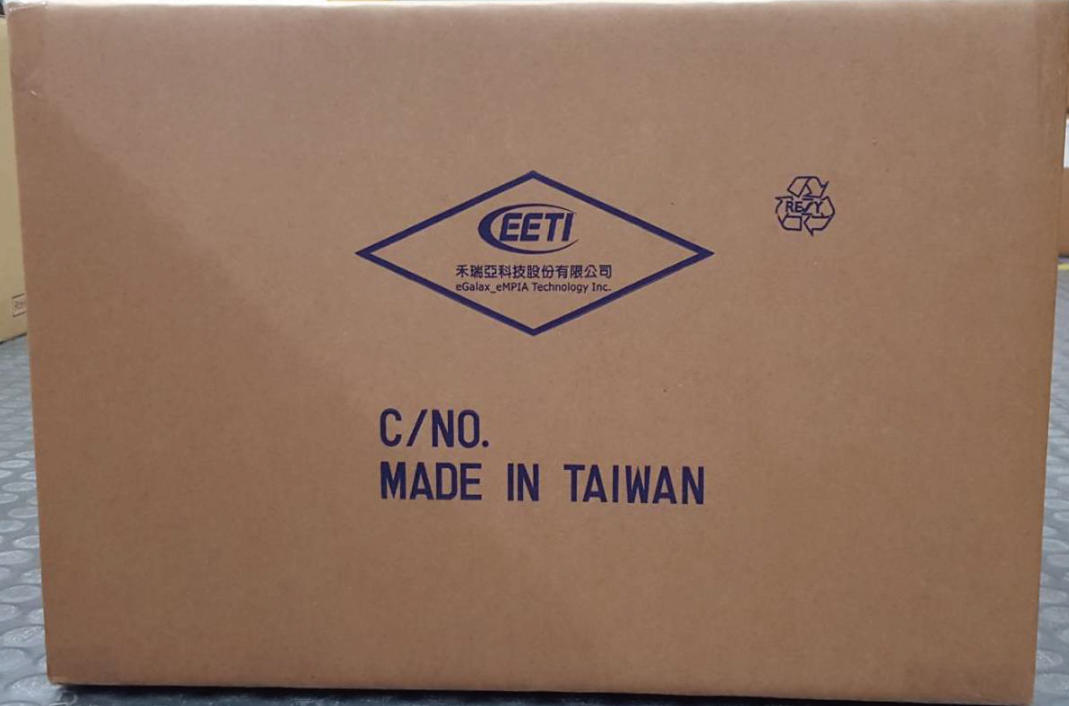 EETI
禾瑞亞科技股份有限公司
eGalax_eMPIA Technology Inc.
RESY
C/NO.
MADE IN TAIWAN